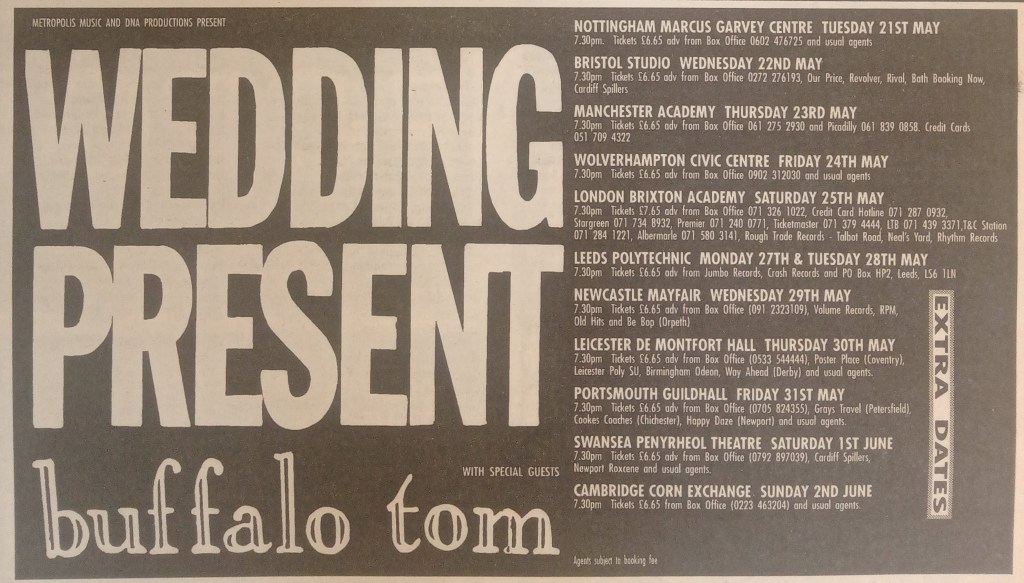 METROPOLIS MUSIC AND DNA PRODUCTIONS PRESENT
WEDDING
PRESENT
WITH SPECIAL GUESTS
buffalo tom
NOTTINGHAM MARCUS GARVEY CENTRE TUESDAY 21ST MAY
7.30pm. Tickets £6.65 adv from Box Office 0602 476725 and usual agents
BRISTOL STUDIO WEDNESDAY 22ND MAY
7.30pm Tickets £6.65 adv from Box Office 0272 276193, Our Price, Revolver, Rival, Bath Booking Now,
Cardiff Spillers
MANCHESTER ACADEMY THURSDAY 23RD MAY
7.30pm Tickets £6.65 adv from Box Office 061 275 2930 and Picadilly 061 839 0858. Credit Cards
051 709 4322
WOLVERHAMPTON CIVIC CENTRE FRIDAY 24TH MAY
7.30pm Tickets £6.65 adv from Box Office 0902 312030 and usual agents
LONDON BRIXTON ACADEMY SATURDAY 25TH MAY
7.30pm Tickets £7.65 adv from Box Office 071 326 1022, Credit Card Hotline 071 287 0932,
Stargreen 071 734 8932, Premier 071 240 0771, Ticketmaster 071 379 4444, LTB 071 439 3371,T&C Station
071 284 1221, Albermarle 071 580 3141, Rough Trade Records - Talbot Road, Neal's Yard, Rhythm Records
LEEDS POLYTECHNIC MONDAY 27TH & TUESDAY 28TH MAY
7.30pm Tickets £6.65 adv from Jumbo Records, Crash Records and PO Box HP2, Leeds, LS6 1LN
NEWCASTLE MAYFAIR WEDNESDAY 29TH MAY
7.30pm Tickets £6.65 adv from Box Office (091 2323109), Volume Records, RPM,
Old Hits and Be Bop (Orpeth)
LEICESTER DE MONTFORT HALL THURSDAY 30TH MAY
7.30pm Tickets £6.65 adv from Box Office (0533 544444), Poster Place (Coventry),
Leicester Poly SU, Birmingham Odeon, Way Ahead (Derby) and usual agents.
PORTSMOUTH GUILDHALL FRIDAY 31ST MAY
7.30pm Tickets £6.65 adv from Box Office (0705 824355), Grays Travel (Petersfield),
Cookes Coaches (Chichester), Happy Daze (Newport) and usual agents.
SWANSEA PENYRHEOL THEATRE SATURDAY 1ST JUNE
7.30pm Tickets £6.65 adv from Box Office (0792 897039), Cardiff Spillers,
Newport Roxcene and usual agents.
CAMBRIDGE CORN EXCHANGE SUNDAY 2ND JUNE
7.30pm Tickets £6.65 from Box Office (0223 463204) and usual agents.
EXTRA DATES
Agents subject to booking fee